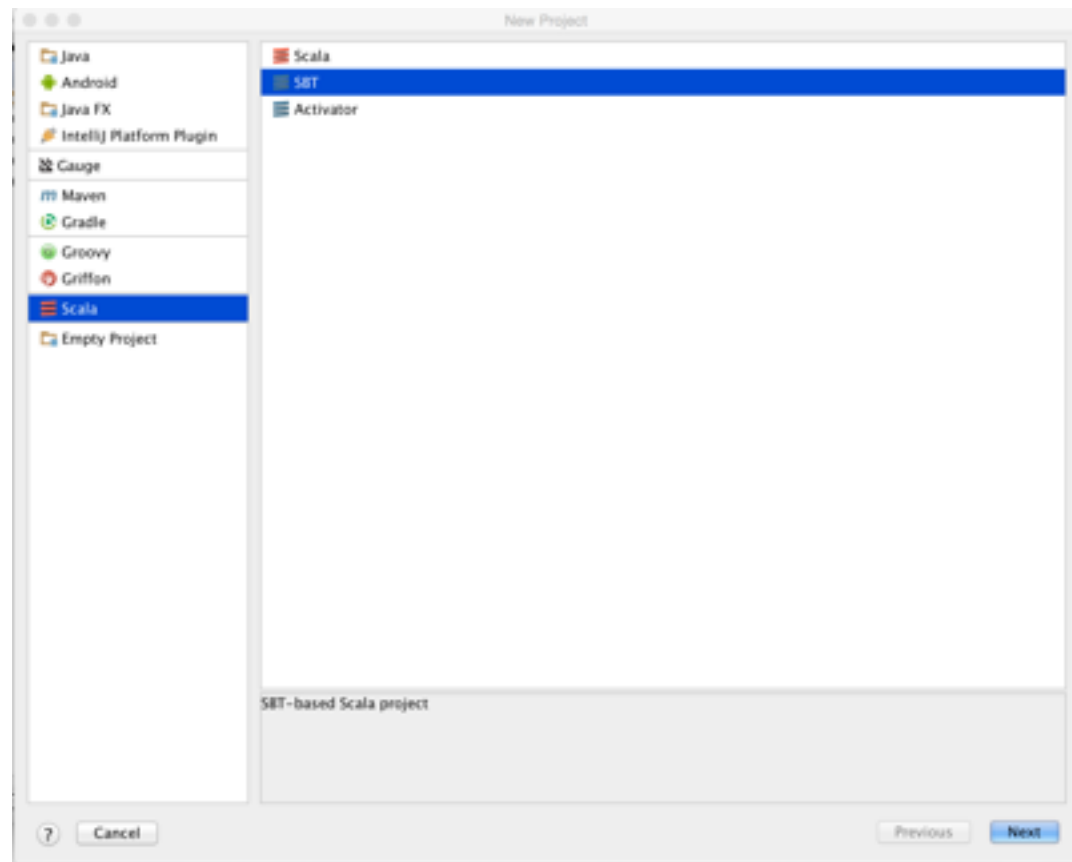 New Project
Java
Android
Java FX
IntelliJ Platform Plugin
Gauge
Maven
Gradle
Groovy
Griffon
Scala
Empty Project
Scala
SBT
Activator
SBT-based Scala project
?
Cancel
Previous
Next